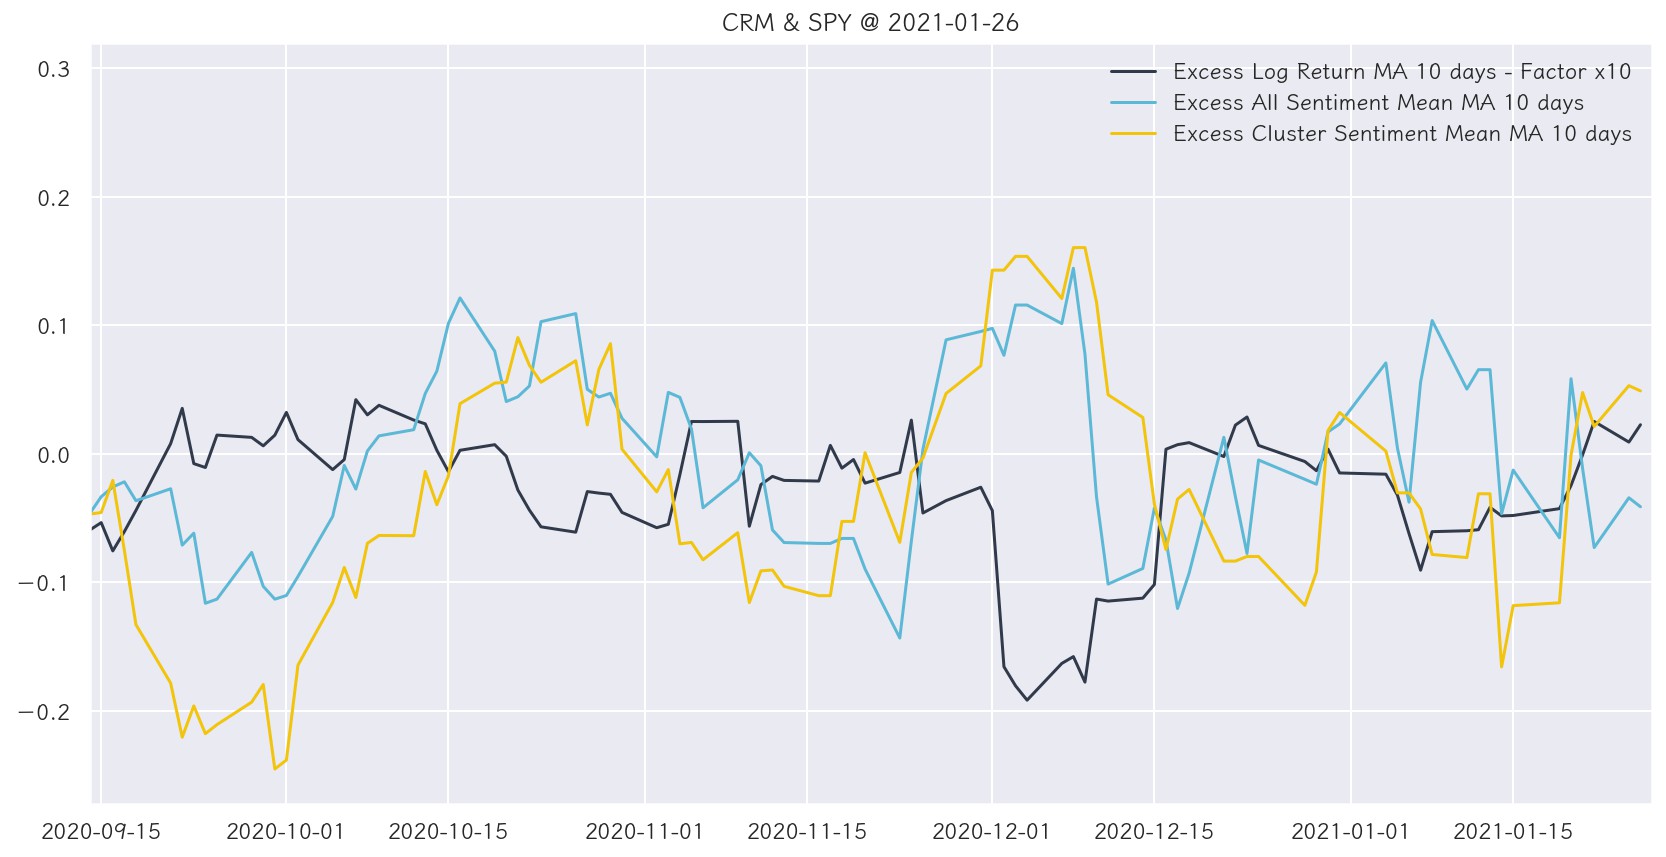 CRM & SPY @ 2021-01-26
Excess Log Return MA 10 days - Factor x10
Excess All Sentiment Mean MA 10 days
Excess Cluster Sentiment Mean MA 10 days
0.3
0.2
0.1
0.0
−0.1
−0.2
2020-09-15 2020-10-01 2020-10-15 2020-11-01 2020-11-15 2020-12-01 2020-12-15 2021-01-01 2021-01-15